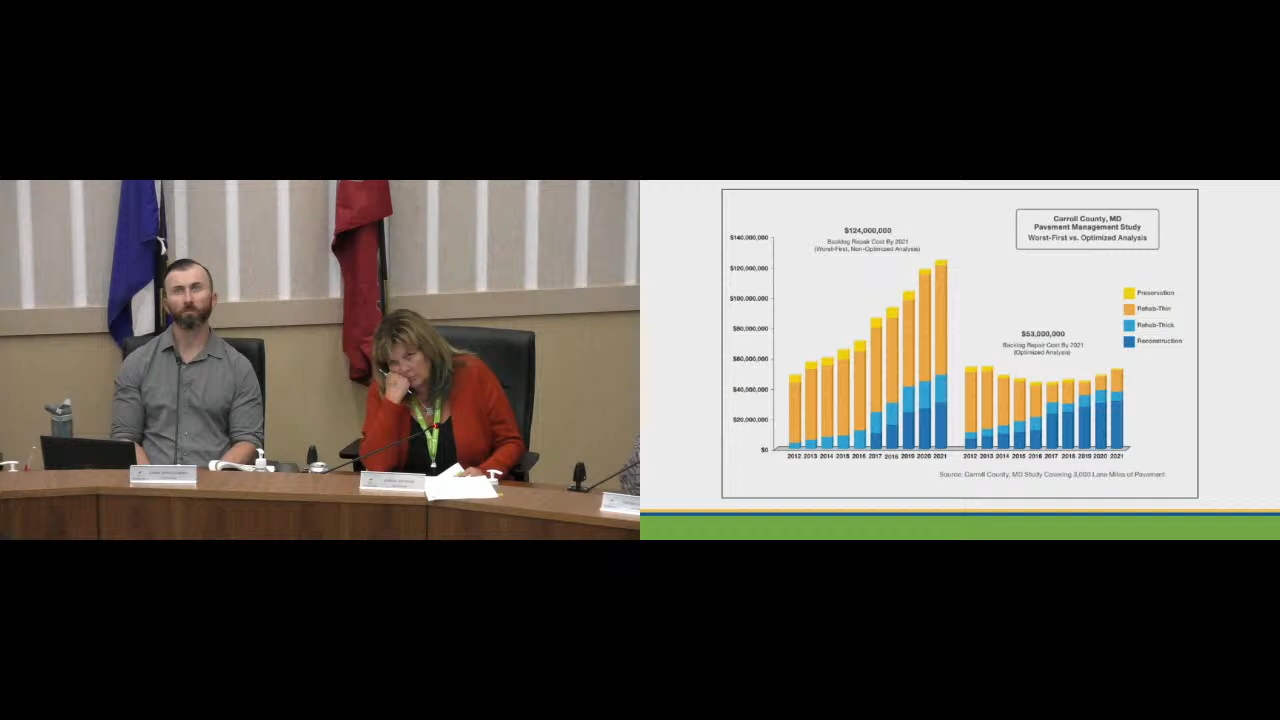 Carroll County, MD
Pavement Management Study
Worst-First vs. Optimized Analysis
$124,000,000
Backlog Repair Cost By 2021
(Worst-First, Non-Optimized Analysis)
$140,000,000
$120,000,000
$100,000,000
$80,000,000
$60,000,000
$40,000,000
$20,000,000
$0
Preservation
Rehab-Thin
Rehab-Thick
Reconstruction
$53,000,000
Backlog Repair Cost By 2021
(Optimized Analysis)
2012 2013 2014 2015 2016 2017 2018 2019 2020 2021
2012 2013 2014 2015 2016 2017 2018 2019 2020 2021
Source: Carroll County, MD Study Covering 3,000 Lane Miles of Pavement